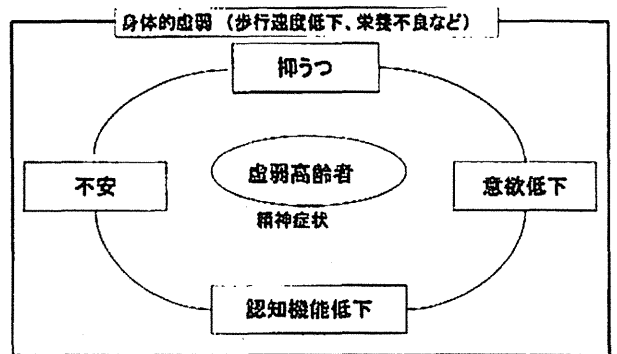 身体的虚弱（歩行速度低下、栄養不良など）
抑うつ
不安
虚弱高齢者
意欲低下
精神症状
認知機能低下